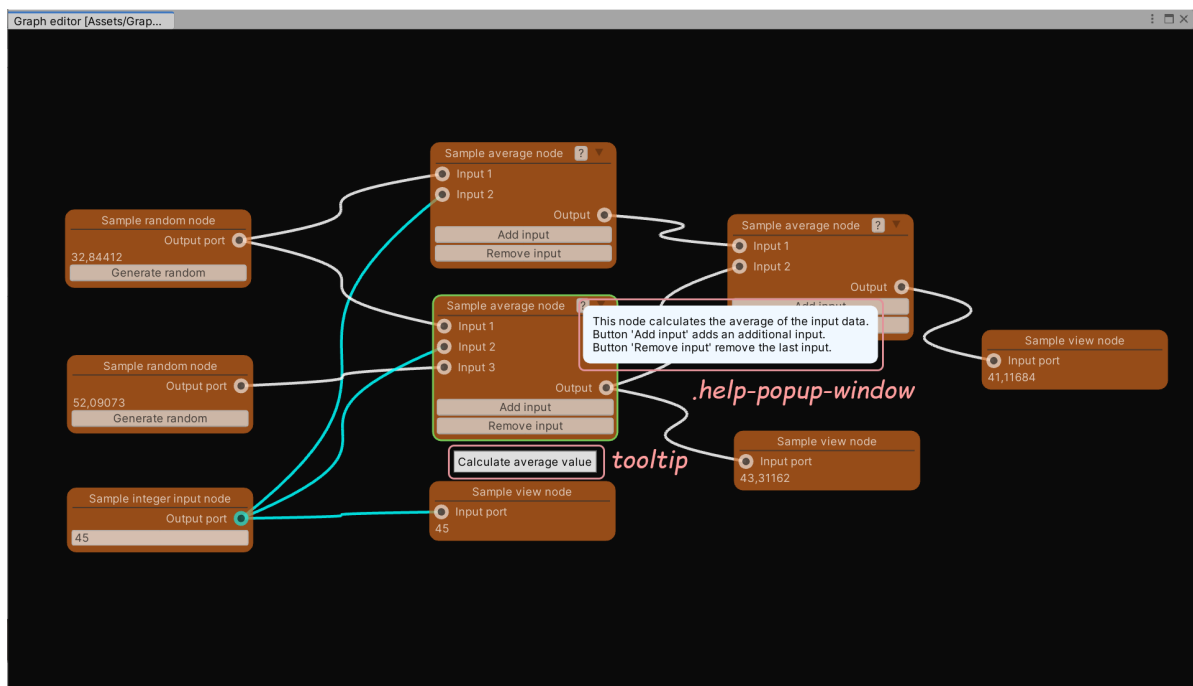 Graph editor [Assets/Grap...
Sample average node ?
Input 1
Input 2
Output
Add input
Remove input
Sample random node
Output port
32,84412
Generate random
Sample average node ?
Input 1
Input 2
Output
Add input
Sample average node ?
Input 1
Input 2
Input 3
Output
Add input
Remove input
This node calculates the average of the input data.
Button 'Add input' adds an additional input.
Button 'Remove input' remove the last input.
.help-popup-window
Sample view node
Input port
41,11684
Sample random node
Output port
52,09073
Generate random
Calculate average value
tooltip
Sample view node
Input port
43,31162
Sample integer input node
Output port
45
Sample view node
Input port
45